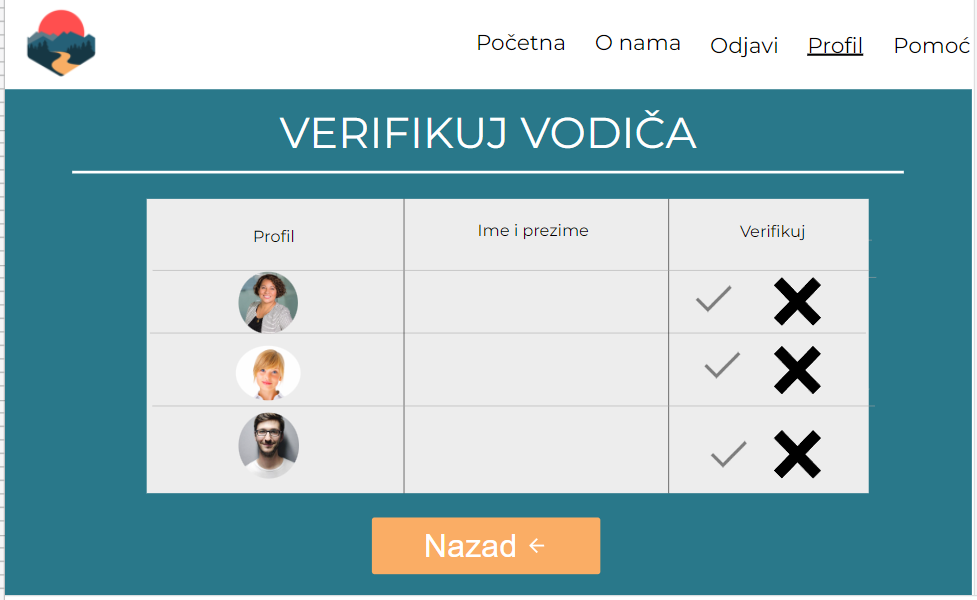 Početna O nama Odjavi Profil Pomoć
VERIFIKUJ VODIČA
Profil Ime i prezime Verifikuj
Nazad